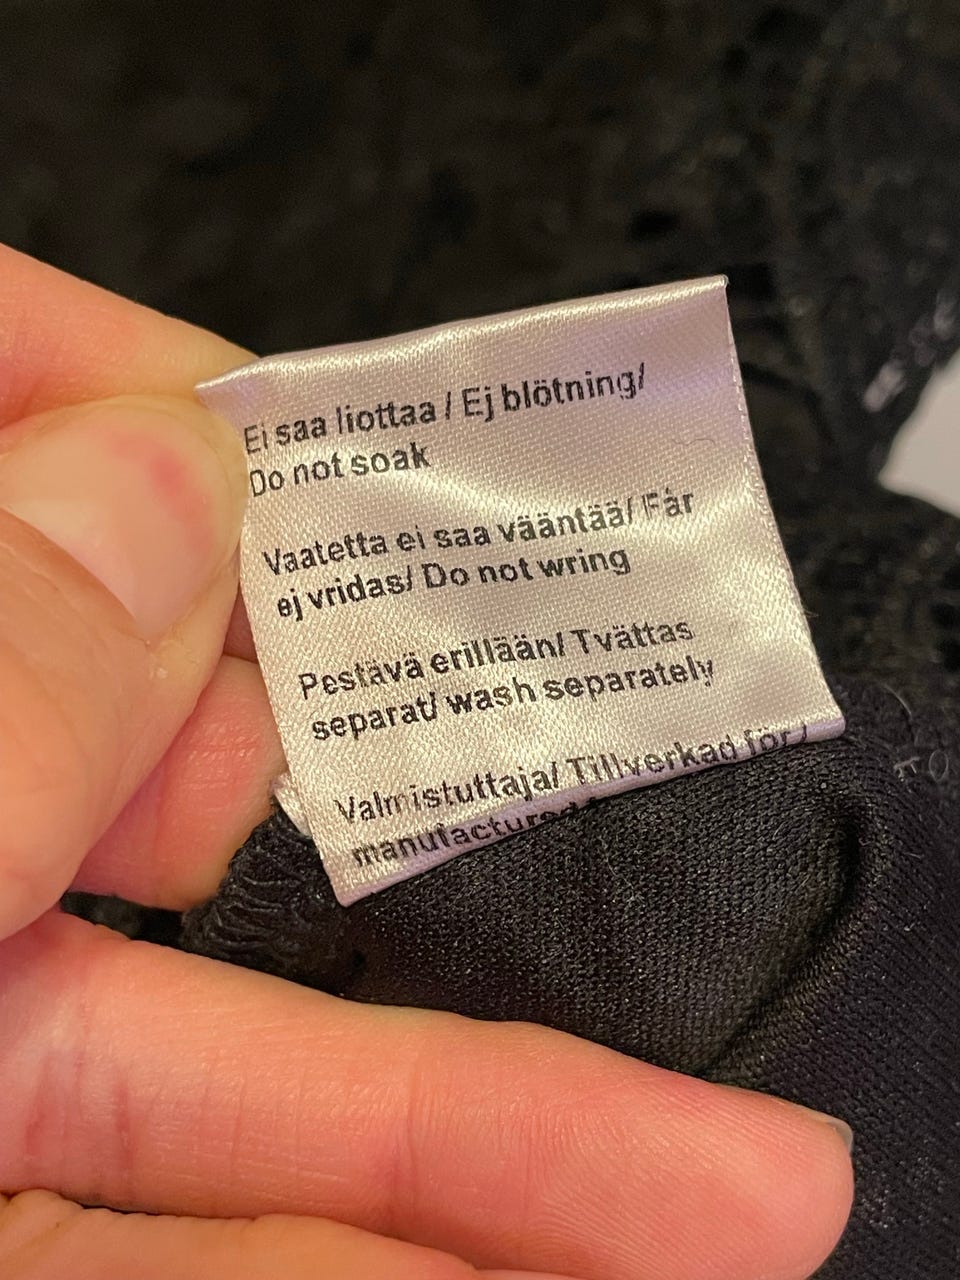 Ei saa liottaa / Ej blötning/
Do not soak
Vaatetta ei saa vääntää/ Får
ej vridas/ Do not wring
Pestävä erillään/ Tvättas
separat/ wash separately
Valmistuttaja/ Tillverkad för /
manufactured